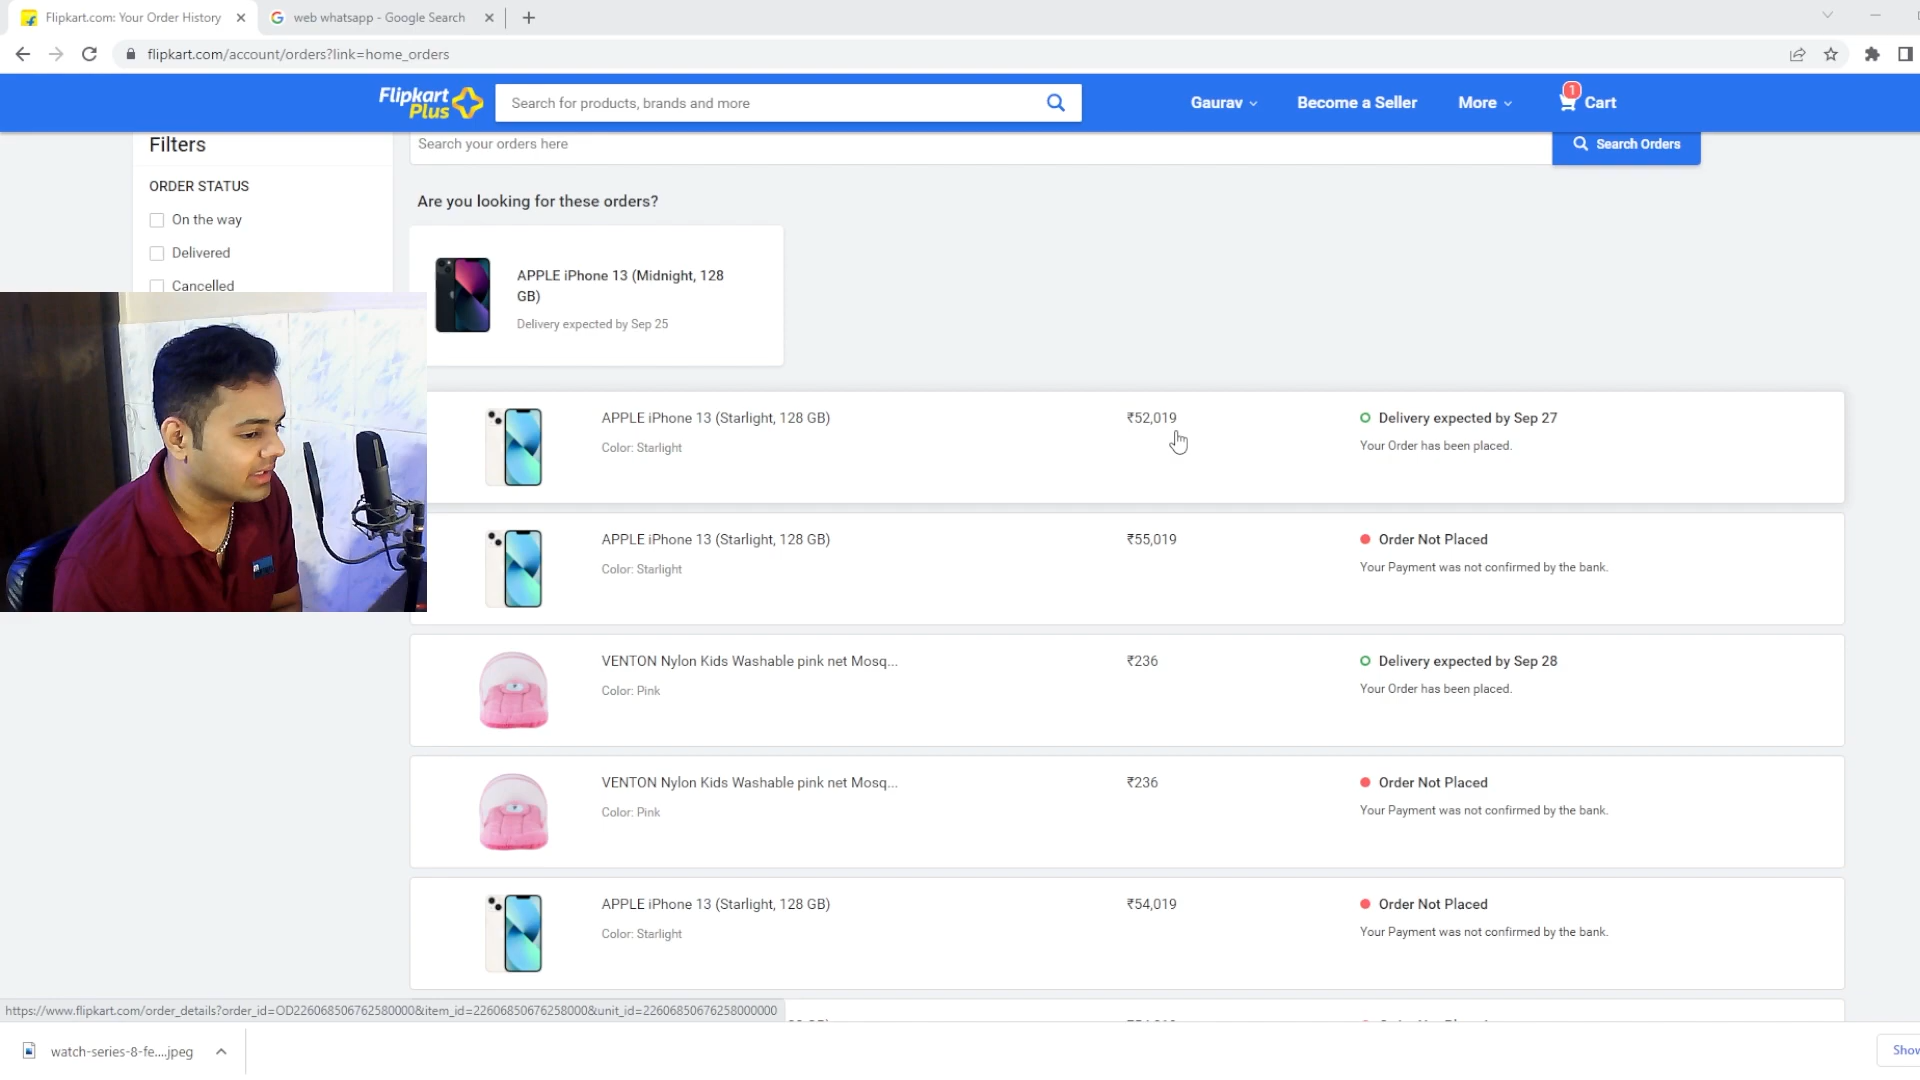 Flipkart.com: Your Order History
web whatsapp - Google Search
flipkart.com/account/orders?link=home_orders
Flipkart
Plus
Search for products, brands and more
Gaurav
Become a Seller
More
1
Cart
Filters
Search your orders here
Search Orders
ORDER STATUS
On the way
Delivered
Cancelled
Are you looking for these orders?
APPLE iPhone 13 (Midnight, 128
GB)
Delivery expected by Sep 25
APPLE iPhone 13 (Starlight, 128 GB)
Color: Starlight
₹52,019
Delivery expected by Sep 27
Your Order has been placed.
APPLE iPhone 13 (Starlight, 128 GB)
Color: Starlight
₹55,019
Order Not Placed
Your Payment was not confirmed by the bank.
VENTON Nylon Kids Washable pink net Mosq...
Color: Pink
₹236
Delivery expected by Sep 28
Your Order has been placed.
VENTON Nylon Kids Washable pink net Mosq...
Color: Pink
₹236
Order Not Placed
Your Payment was not confirmed by the bank.
APPLE iPhone 13 (Starlight, 128 GB)
Color: Starlight
₹54,019
Order Not Placed
Your Payment was not confirmed by the bank.
https://www.flipkart.com/order_details?order_id=OD226068506762580000&item_id=226068506762580000&unit_id=22606850676258000000
watch-series-8-fe....jpeg
Show